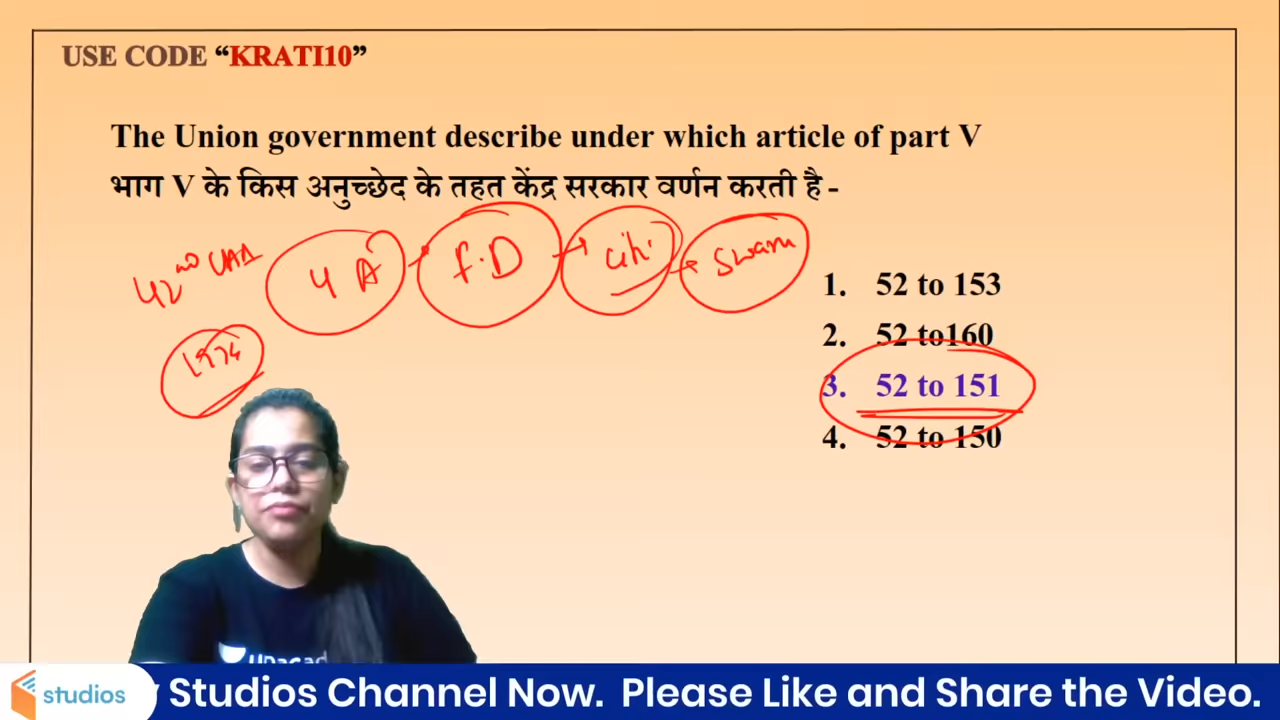 USE CODE “KRATI10”
The Union government describe under which article of part V
भाग V के किस अनुच्छेद के तहत केंद्र सरकार वर्णन करती है -
42nd CAA
4 A
F.D
Swarn
1. 52 to 153
2. 52 to160
3. 52 to 151
4. 52 to 150
studios
Studios Channel Now. Please Like and Share the Video.